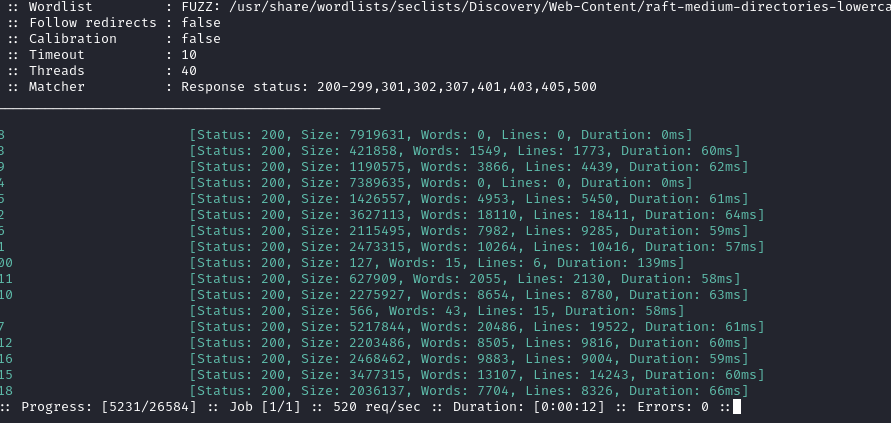 :: Wordlist : FUZZ: /usr/share/wordlists/seclists/Discovery/Web-Content/raft-medium-directories-lowerca
:: Follow redirects : false
:: Calibration : false
:: Timeout : 10
:: Threads : 40
:: Matcher : Response status: 200-299,301,302,307,401,403,405,500
8 [Status: 200, Size: 7919631, Words: 0, Lines: 0, Duration: 0ms]
3 [Status: 200, Size: 421858, Words: 1549, Lines: 1773, Duration: 60ms]
9 [Status: 200, Size: 1190575, Words: 3866, Lines: 4439, Duration: 62ms]
4 [Status: 200, Size: 7389635, Words: 0, Lines: 0, Duration: 0ms]
5 [Status: 200, Size: 1426557, Words: 4953, Lines: 5450, Duration: 61ms]
2 [Status: 200, Size: 3627113, Words: 18110, Lines: 18411, Duration: 64ms]
6 [Status: 200, Size: 2115495, Words: 7982, Lines: 9285, Duration: 59ms]
1 [Status: 200, Size: 2473315, Words: 10264, Lines: 10416, Duration: 57ms]
00 [Status: 200, Size: 127, Words: 15, Lines: 6, Duration: 139ms]
11 [Status: 200, Size: 627909, Words: 2055, Lines: 2130, Duration: 58ms]
10 [Status: 200, Size: 2275927, Words: 8654, Lines: 8780, Duration: 63ms]
[Status: 200, Size: 566, Words: 43, Lines: 15, Duration: 58ms]
7 [Status: 200, Size: 5217844, Words: 20486, Lines: 19522, Duration: 61ms]
12 [Status: 200, Size: 2203486, Words: 8505, Lines: 9816, Duration: 60ms]
16 [Status: 200, Size: 2468462, Words: 9883, Lines: 9004, Duration: 59ms]
15 [Status: 200, Size: 3477315, Words: 13107, Lines: 14243, Duration: 60ms]
18 [Status: 200, Size: 2036137, Words: 7704, Lines: 8326, Duration: 66ms]
:: Progress: [5231/26584] :: Job [1/1] :: 520 req/sec :: Duration: [0:00:12] :: Errors: 0 ::